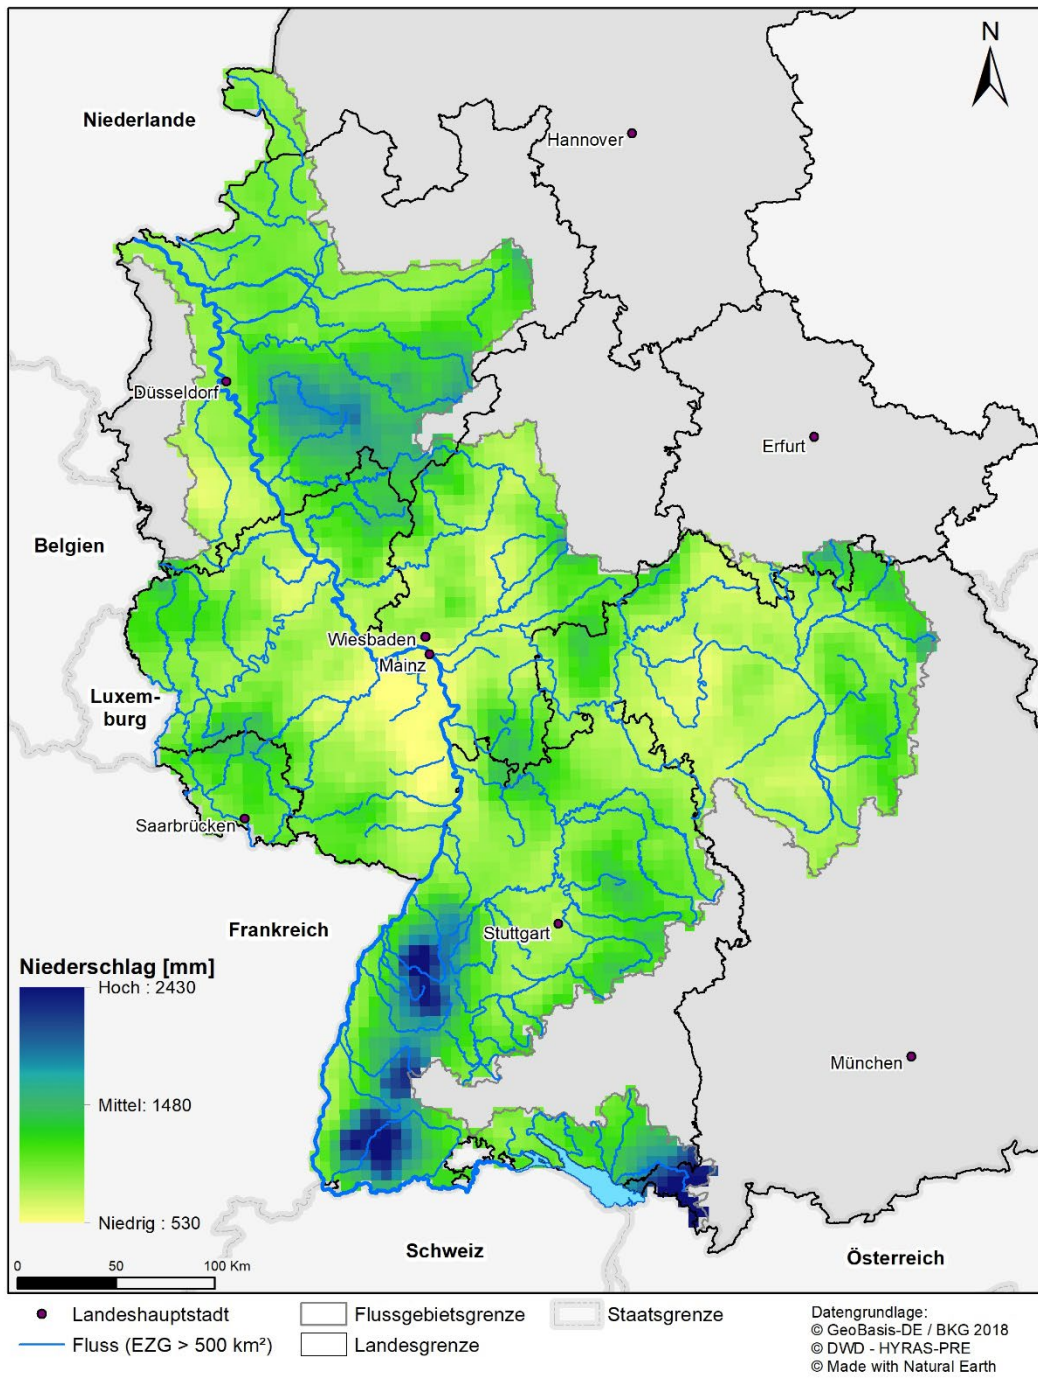 N
Niederlande
Hannover
Düsseldorf
Erfurt
Belgien
Wiesbaden
Mainz
Luxem-
burg
Saarbrücken
Frankreich
Stuttgart
Niederschlag [mm]
Hoch : 2430
München
Mittel: 1480
Niedrig : 530
Schweiz
Österreich
0 50 100 Km
Landeshauptstadt
Flussgebietsgrenze
Staatsgrenze
Fluss (EZG > 500 km²)
Landesgrenze
Datengrundlage:
© GeoBasis-DE / BKG 2018
© DWD - HYRAS-PRE
© Made with Natural Earth